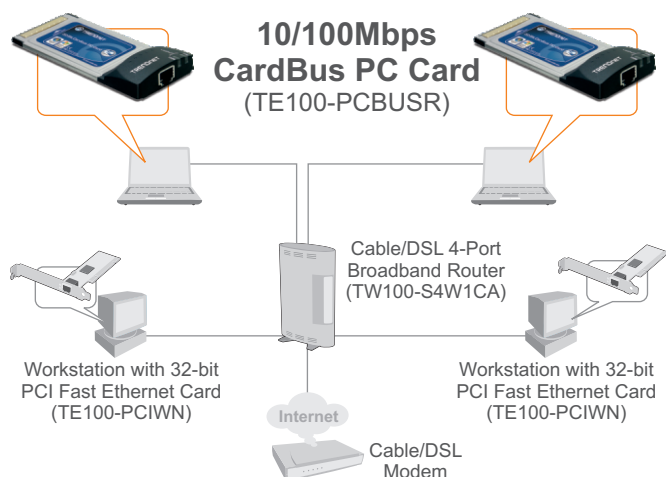 10/100Mbps
CardBus PC Card
(TE100-PCBUSR)
TRENDNET
TRENDNET
Cable/DSL 4-Port
Broadband Router
(TW100-S4W1CA)
Workstation with 32-bit
PCI Fast Ethernet Card
(TE100-PCIWN)
Workstation with 32-bit
PCI Fast Ethernet Card
(TE100-PCIWN)
Internet
Cable/DSL
Modem